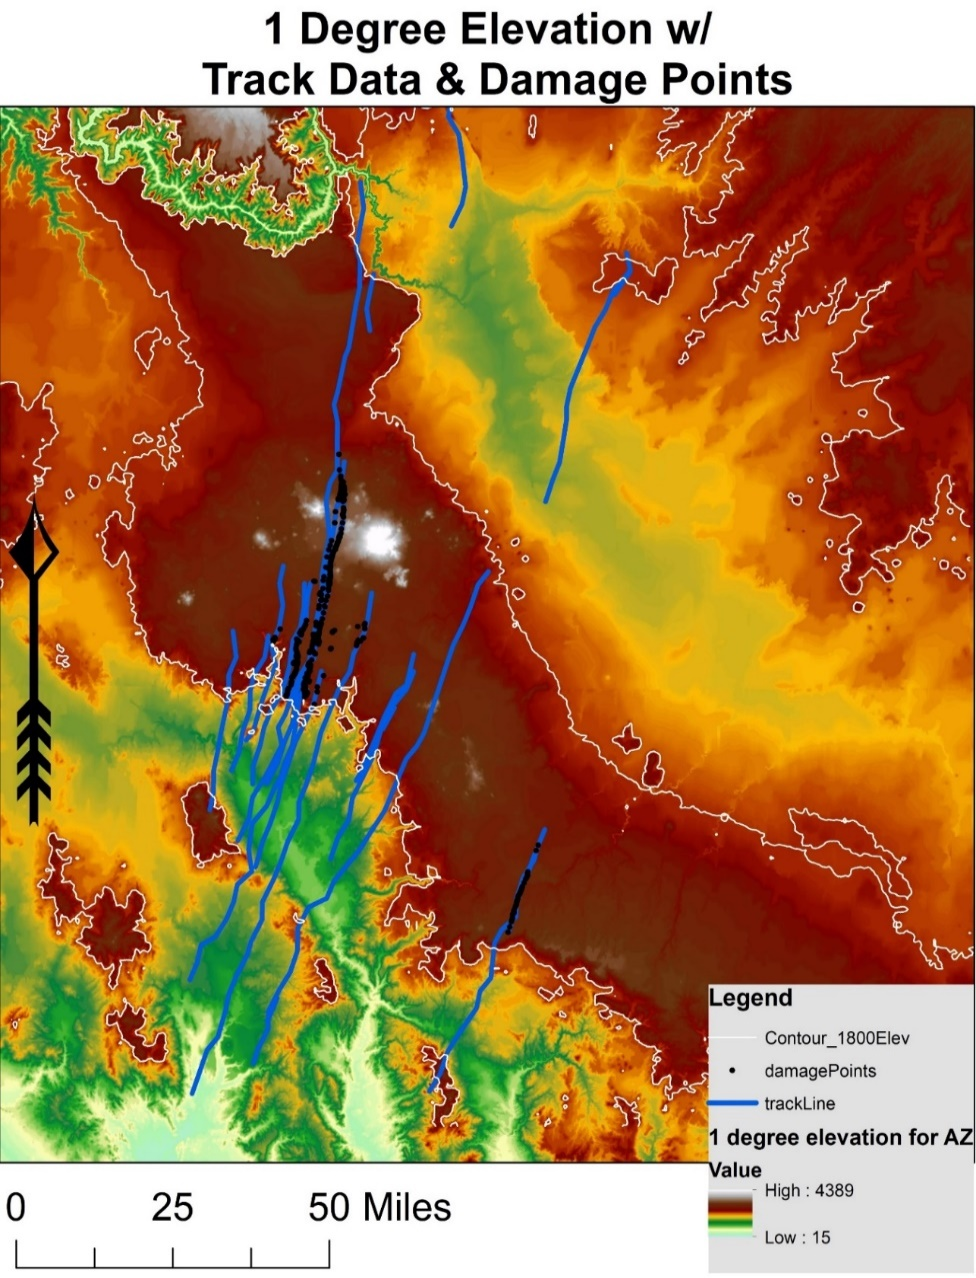 1 Degree Elevation w/
Track Data & Damage Points
Legend
Contour_1800Elev
damagePoints
trackLine
1 degree elevation for AZ
Value
High : 4389
Low : 15
0 25 50 Miles